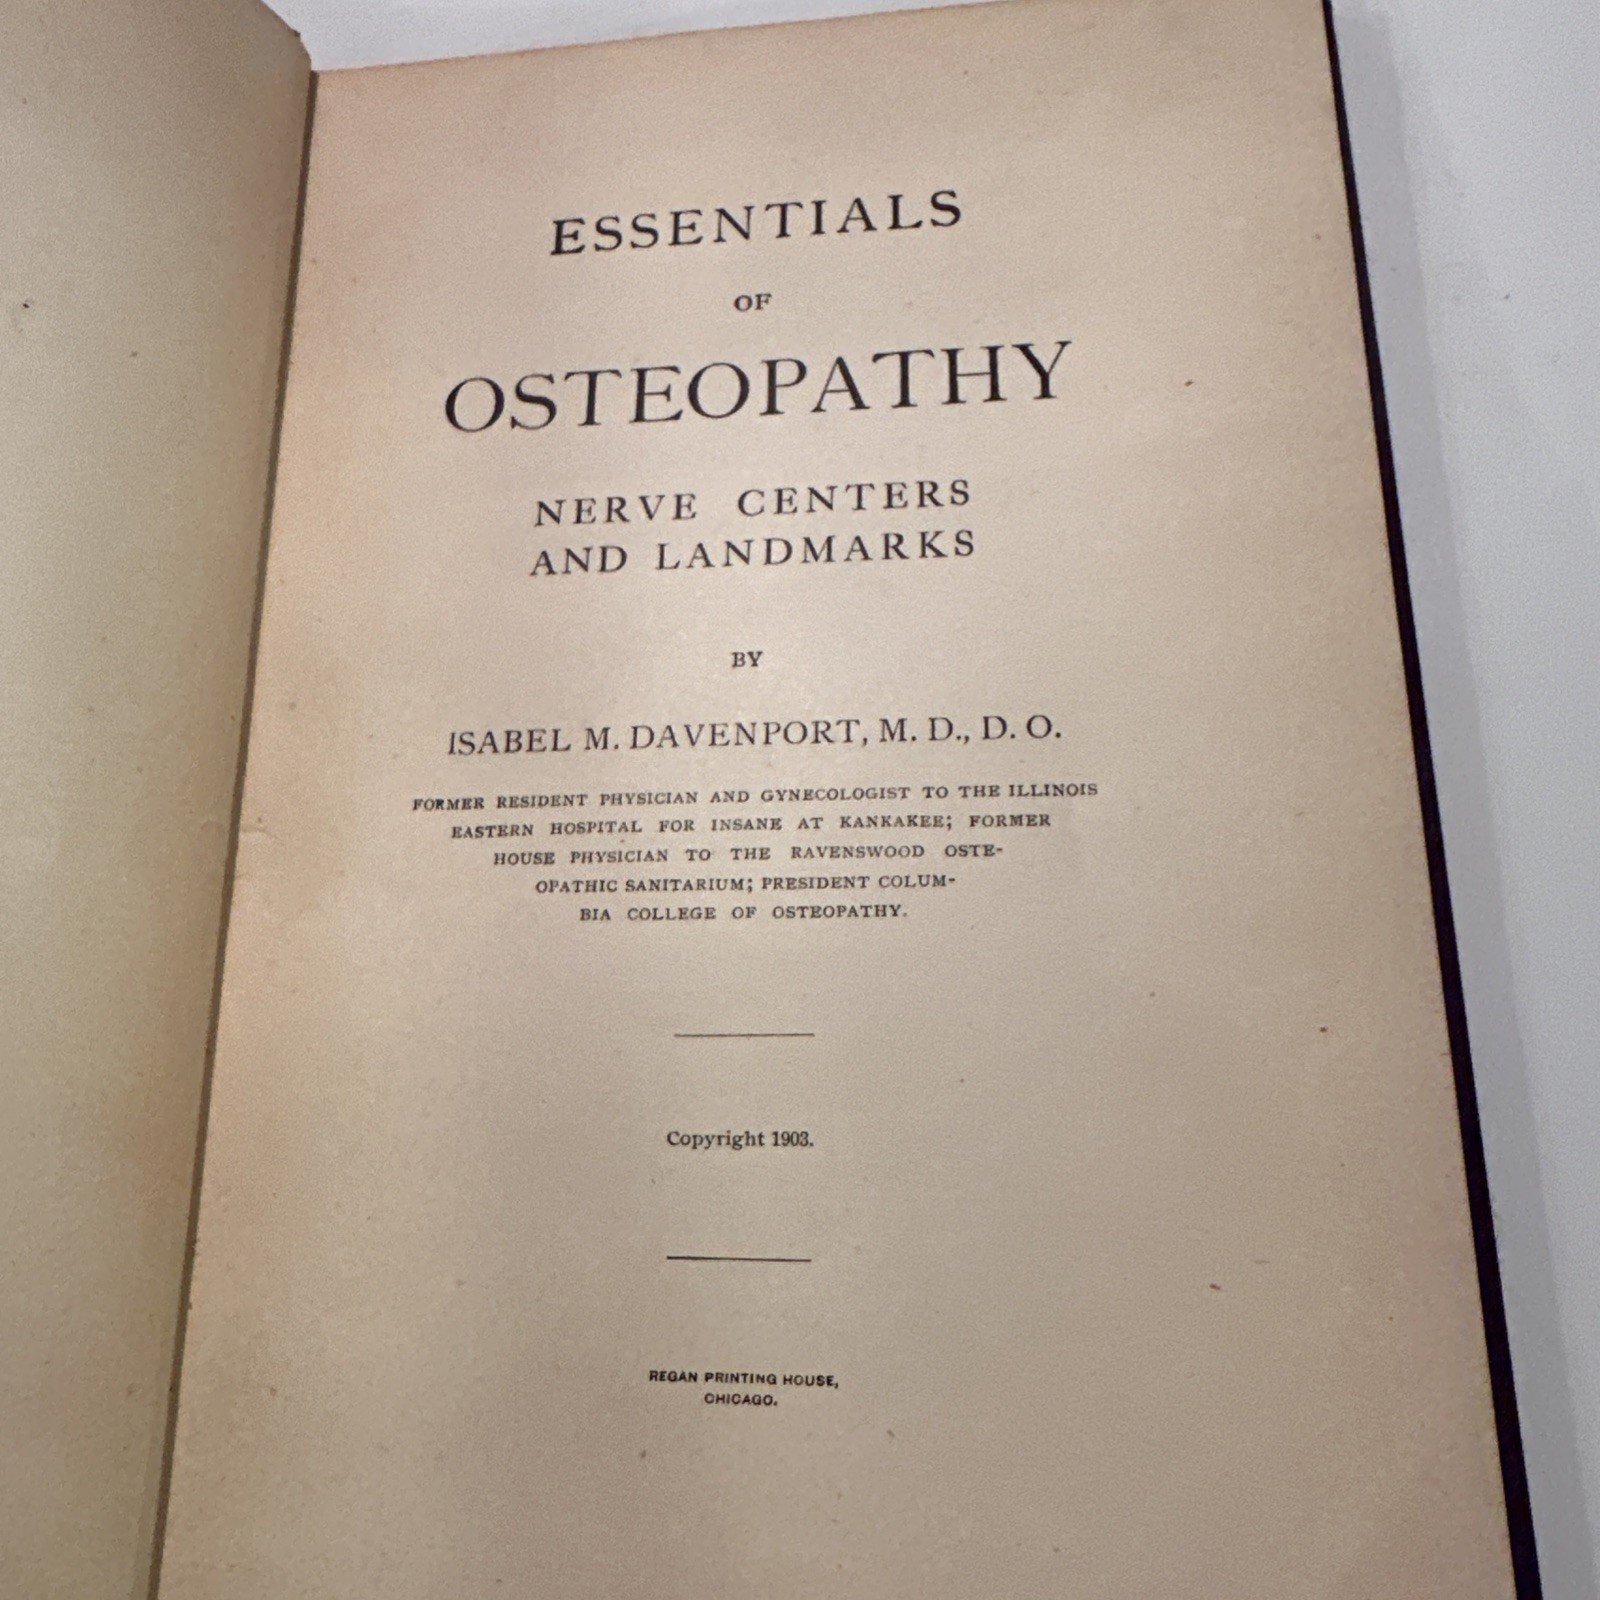 ESSENTIALS
OF
OSTEOPATHY
NERVE CENTERS
AND LANDMARKS
BY
ISABEL M. DAVENPORT, M. D., D. O.
FORMER RESIDENT PHYSICIAN AND GYNECOLOGIST TO THE ILLINOIS
EASTERN HOSPITAL FOR INSANE AT KANKAKEE; FORMER
HOUSE PHYSICIAN TO THE RAVENSWOOD OSTE-
OPATHIC SANITARIUM; PRESIDENT COLUM-
BIA COLLEGE OF OSTEOPATHY.
Copyright 1903.
REGAN PRINTING HOUSE,
CHICAGO.